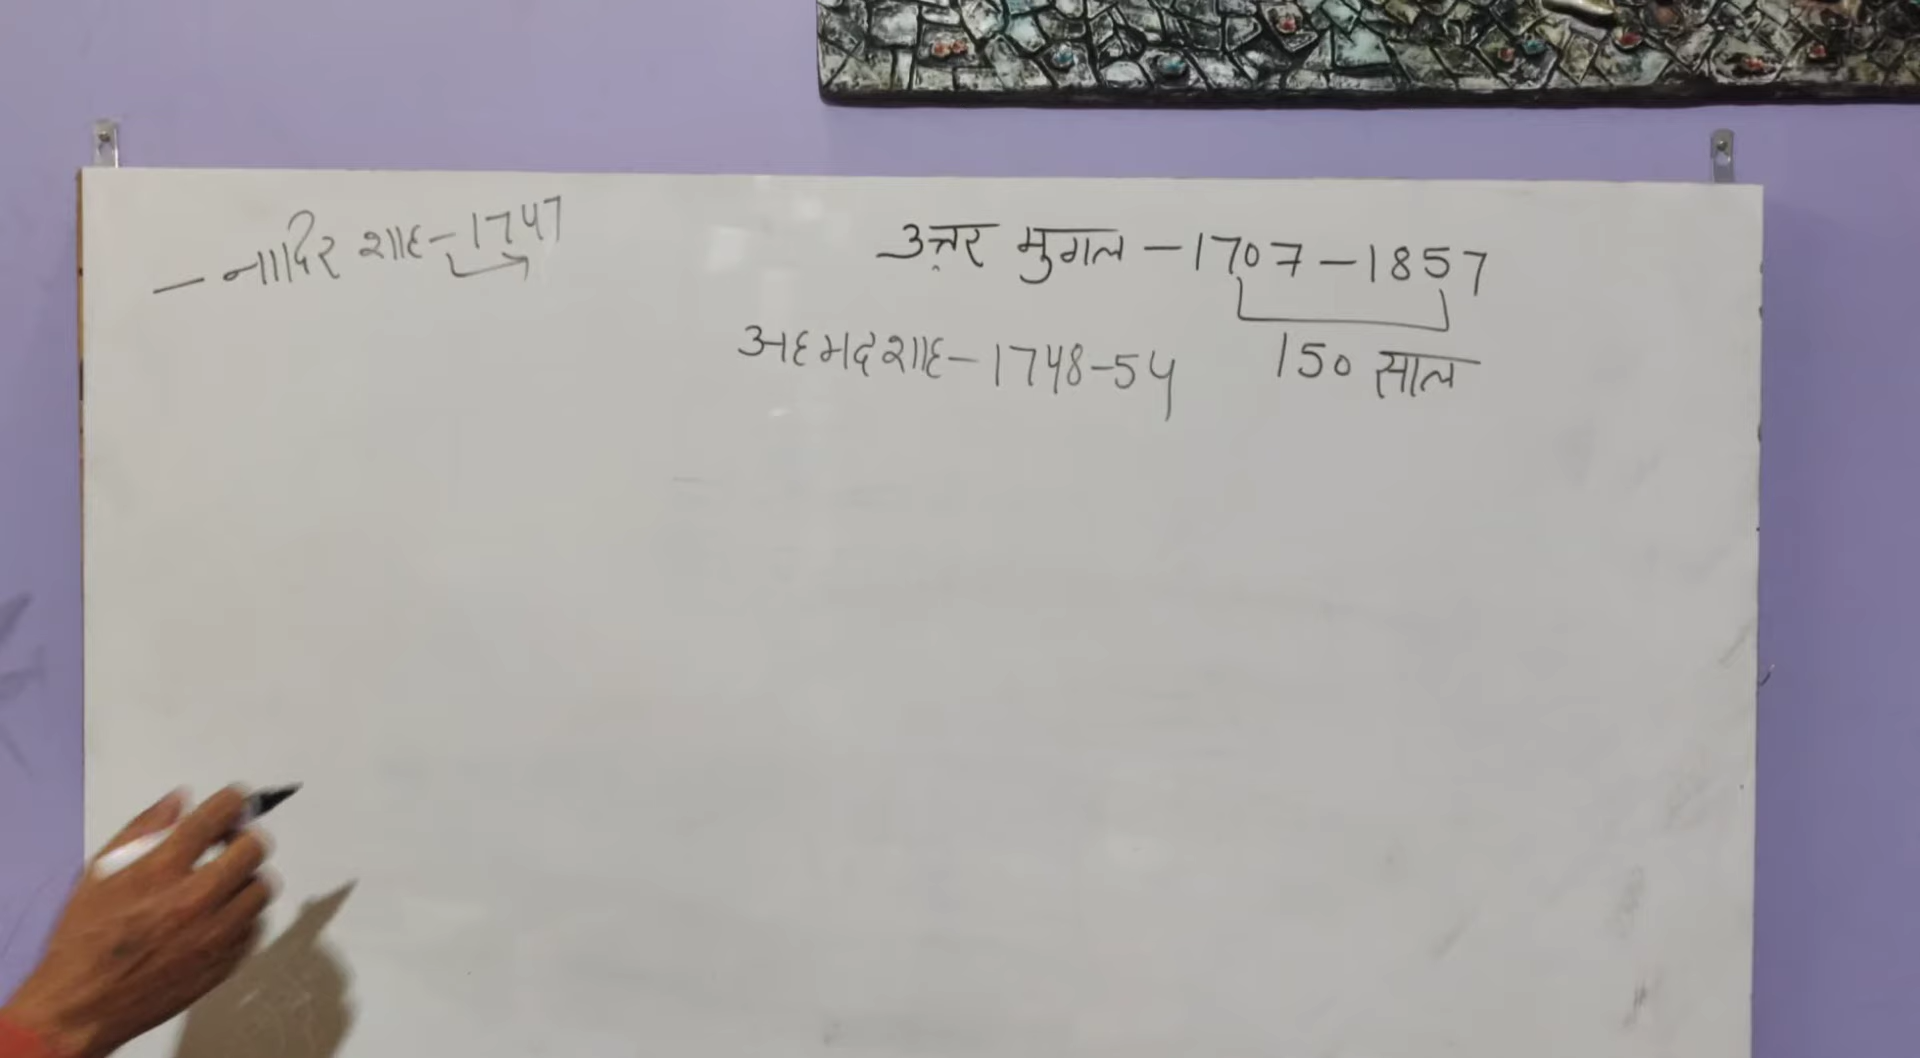 — नादिर शाह - 1747
उत्तर मुगल - 1707 - 1857
अहमदशाह - 1748-54
150 साल